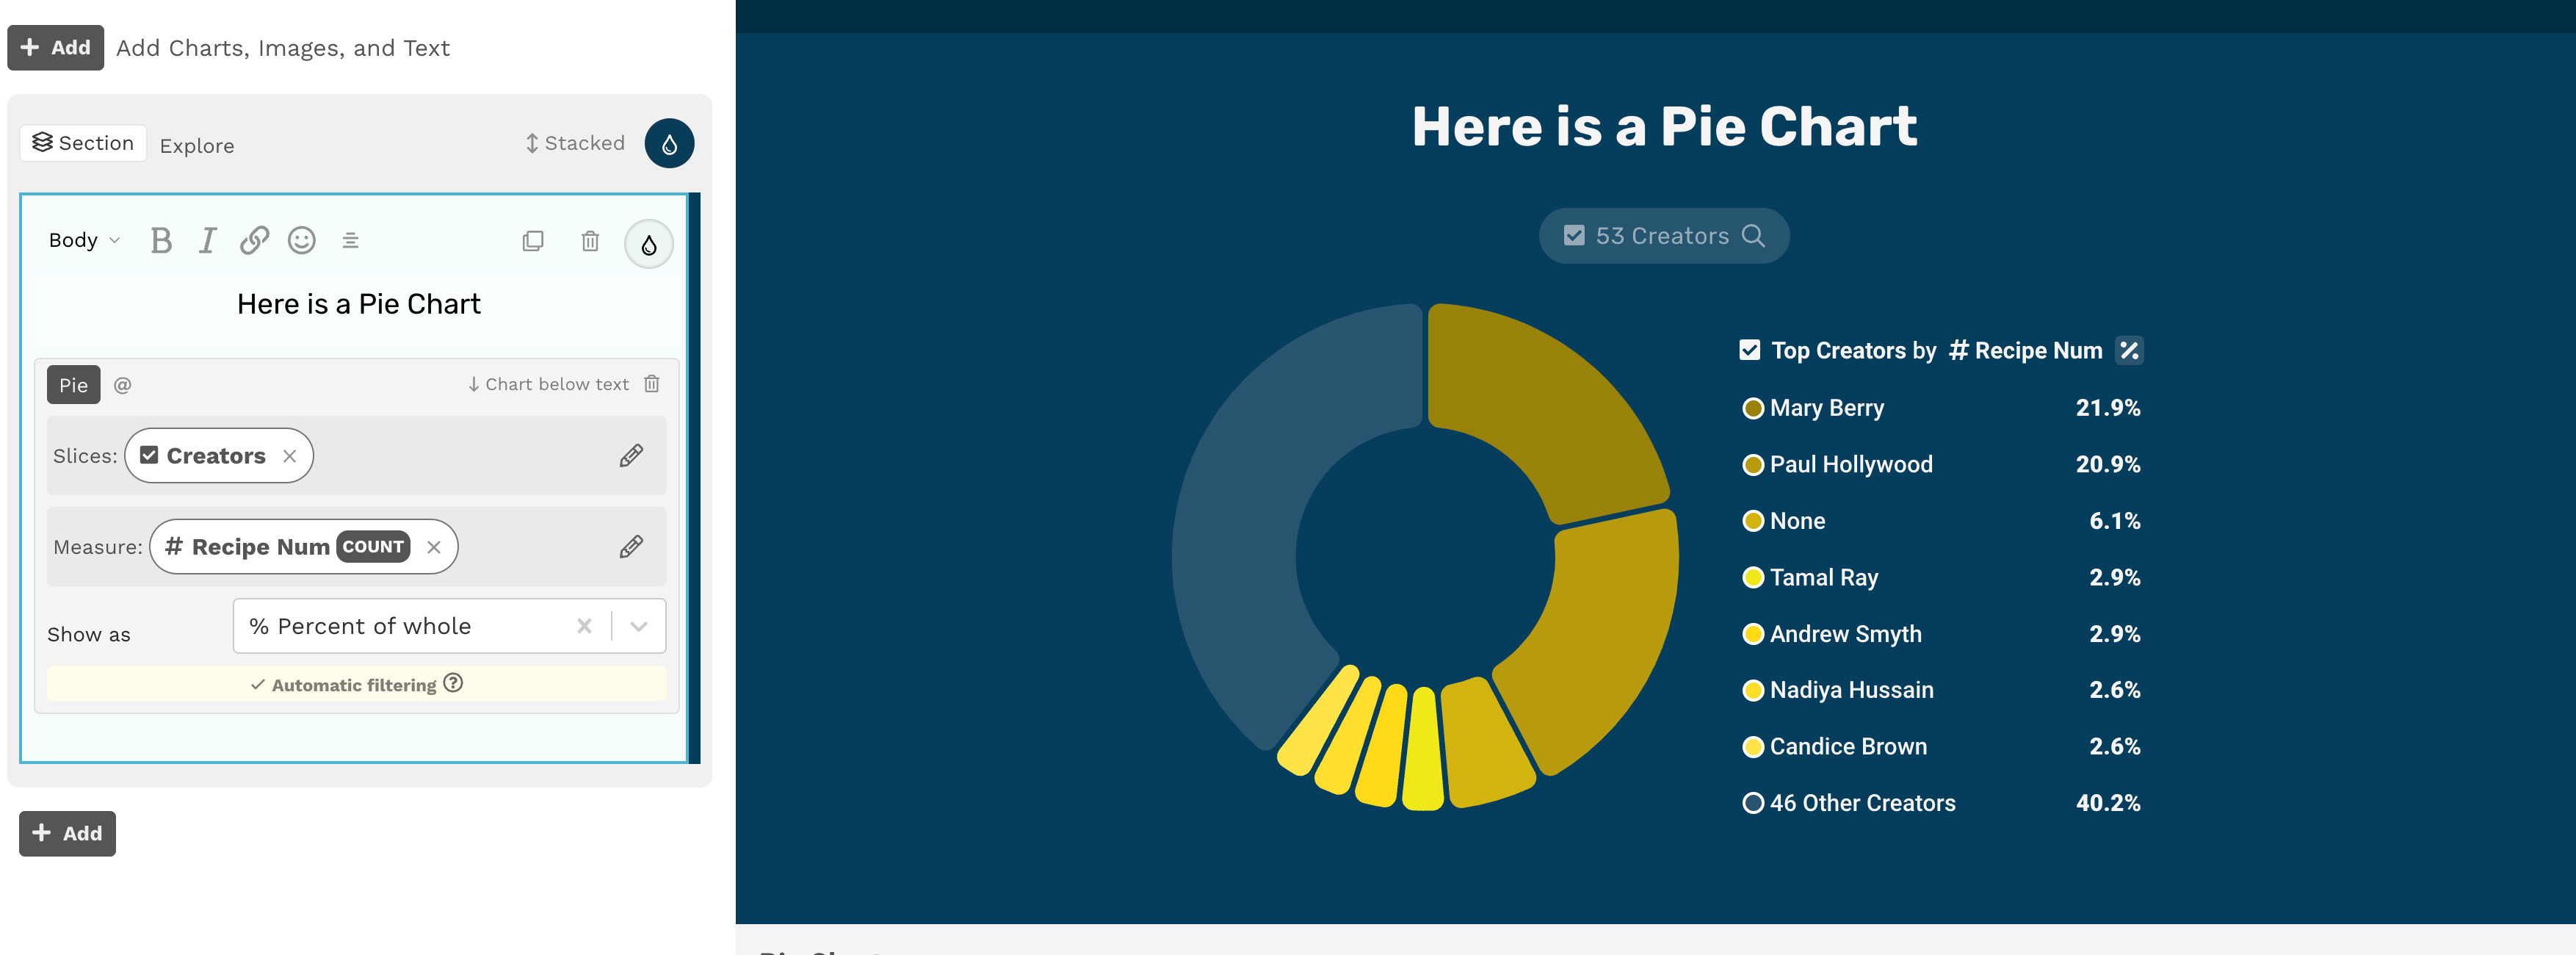 + Add Add Charts, Images, and Text
Section Explore Stacked
Body B I
Here is a Pie Chart
Pie @ ↓ Chart below text
Slices: Creators ×
Measure: # Recipe Num COUNT ×
Show as % Percent of whole ×
✓ Automatic filtering ?
+ Add
Here is a Pie Chart
53 Creators
Top Creators by # Recipe Num %
Mary Berry 21.9%
Paul Hollywood 20.9%
None 6.1%
Tamal Ray 2.9%
Andrew Smyth 2.9%
Nadiya Hussain 2.6%
Candice Brown 2.6%
46 Other Creators 40.2%